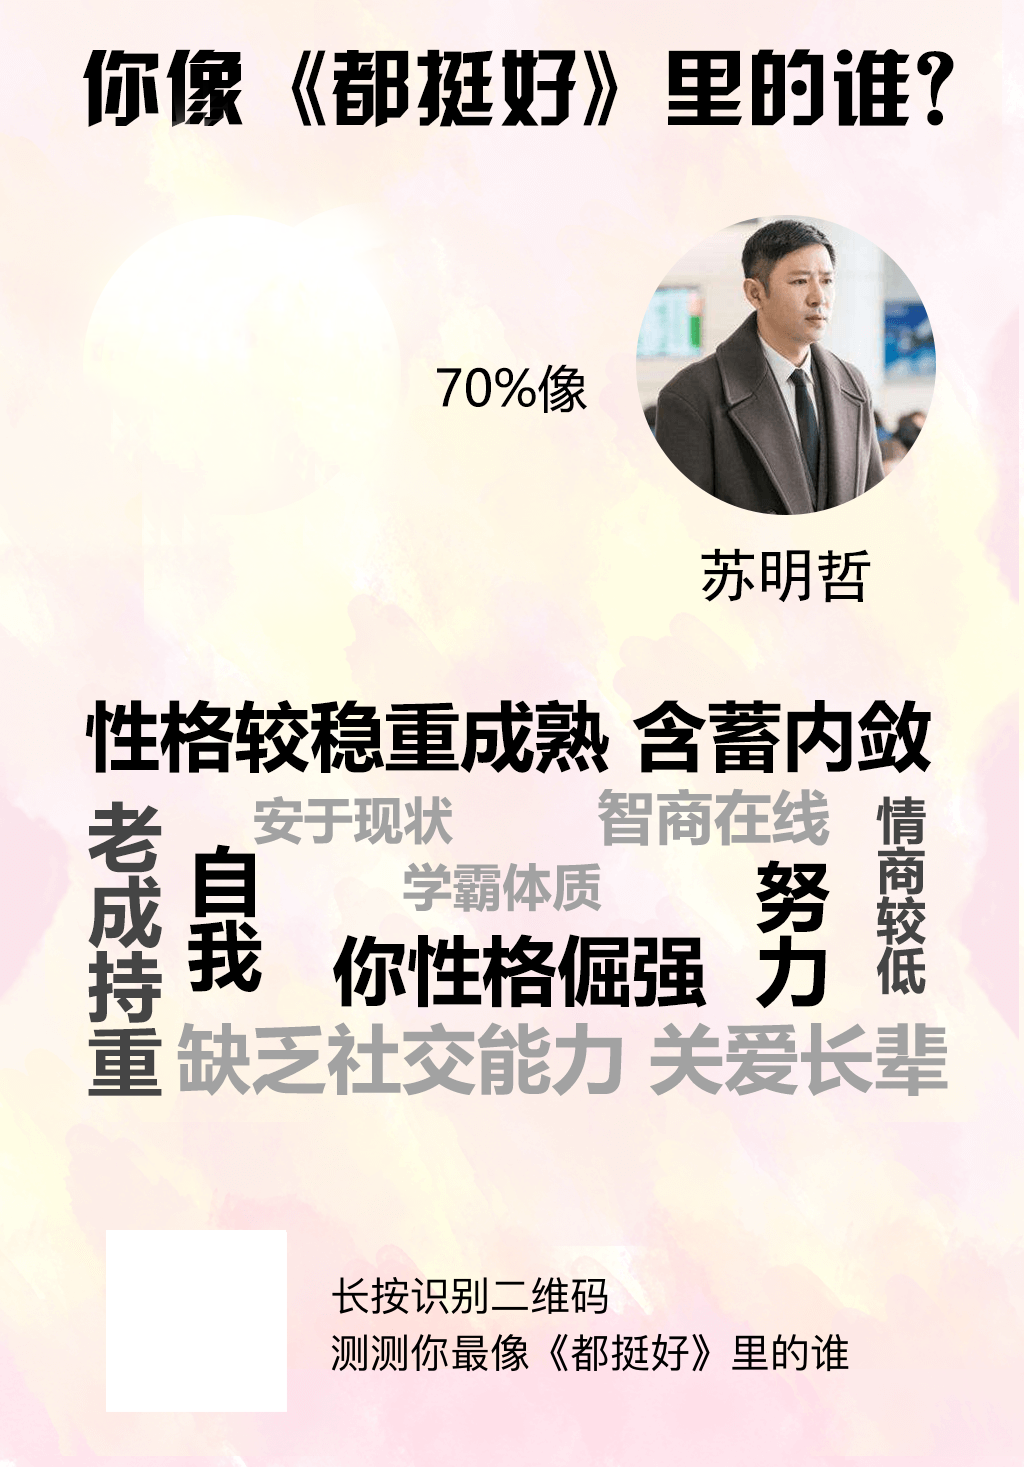 你像《都挺好》里的谁?
70%像
苏明哲
性格较稳重成熟 含蓄内敛
老成持重
自我
安于现状
智商在线
学霸体质
你性格倔强
努力
情商较低
缺乏社交能力 关爱长辈
长按识别二维码
测测你最像《都挺好》里的谁